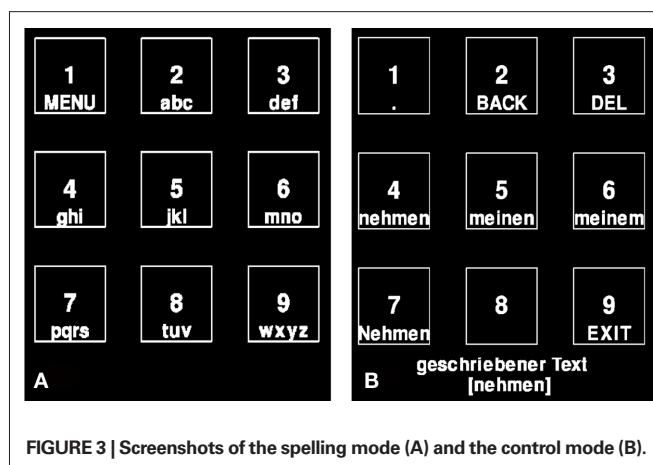 1 2 3
MENU abc def
4 5 6
ghi jkl mno
7 8 9
pqrs tuv wxyz
A
1 2 3
. BACK DEL
4 5 6
nehmen meinen meinem
7 8 9
Nehmen EXIT
geschriebener Text
[nehmen]
B
FIGURE 3 | Screenshots of the spelling mode (A) and the control mode (B).